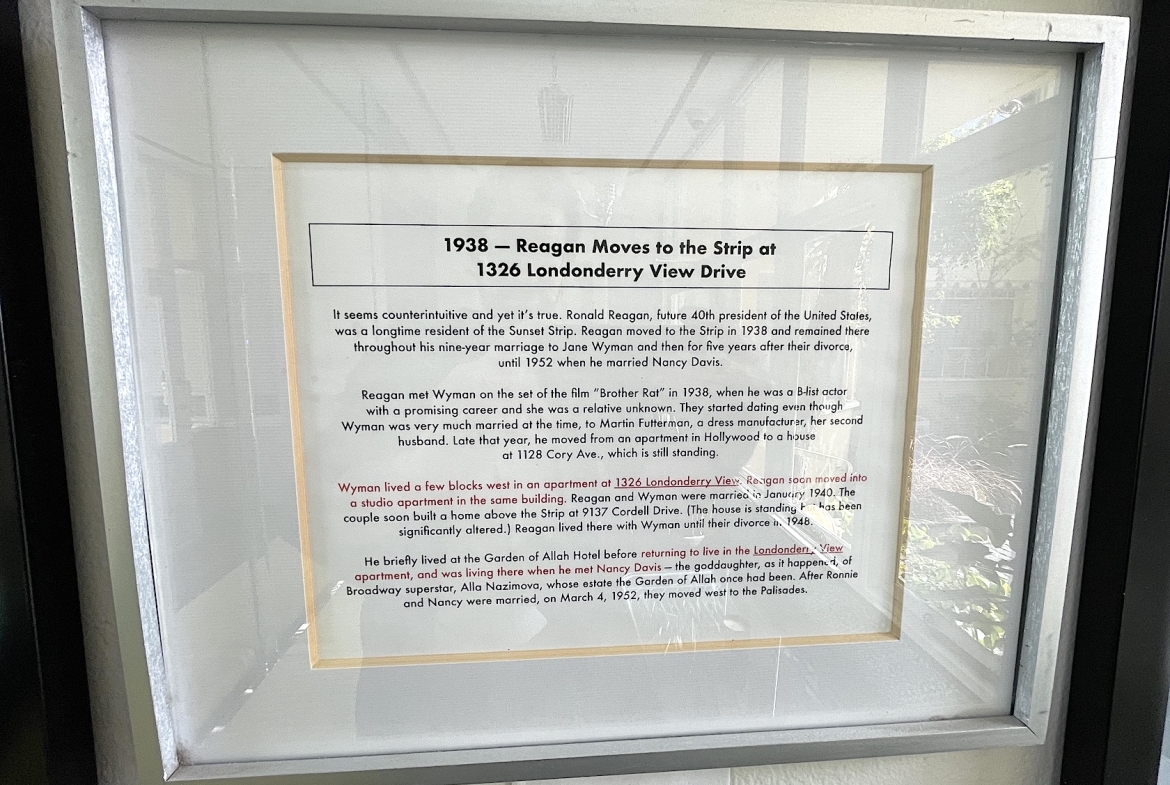 1938 — Reagan Moves to the Strip at
1326 Londonderry View Drive
It seems counterintuitive and yet it's true. Ronald Reagan, future 40th president of the United States,
was a longtime resident of the Sunset Strip. Reagan moved to the Strip in 1938 and remained there
throughout his nine-year marriage to Jane Wyman and then for five years after their divorce,
until 1952 when he married Nancy Davis.
Reagan met Wyman on the set of the film "Brother Rat" in 1938, when he was a B-list actor
with a promising career and she was a relative unknown. They started dating even though
Wyman was very much married at the time, to Martin Futterman, a dress manufacturer, her second
husband. Late that year, he moved from an apartment in Hollywood to a house
at 1128 Cory Ave., which is still standing.
Wyman lived a few blocks west in an apartment at 1326 Londonderry View. Reagan soon moved into
a studio apartment in the same building. Reagan and Wyman were married in January 1940. The
couple soon built a home above the Strip at 9137 Cordell Drive. (The house is standing has been
significantly altered.) Reagan lived there with Wyman until their divorce in 1948.
He briefly lived at the Garden of Allah Hotel before returning to live in the Londonderry View
apartment, and was living there when he met Nancy Davis — the goddaughter, as it happened, of
Broadway superstar, Alla Nazimova, whose estate the Garden of Allah once had been. After Ronnie
and Nancy were married, on March 4, 1952, they moved west to the Palisades.